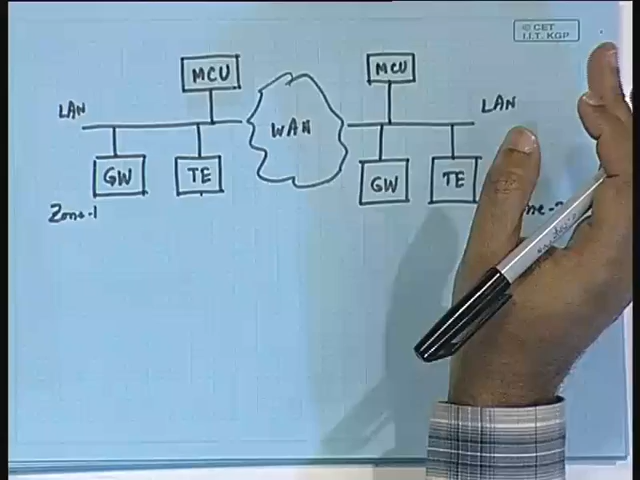 © CET
I.I.T. KGP
MCU
MCU
LAN
LAN
WAN
GW
TE
GW
TE
Zone-1